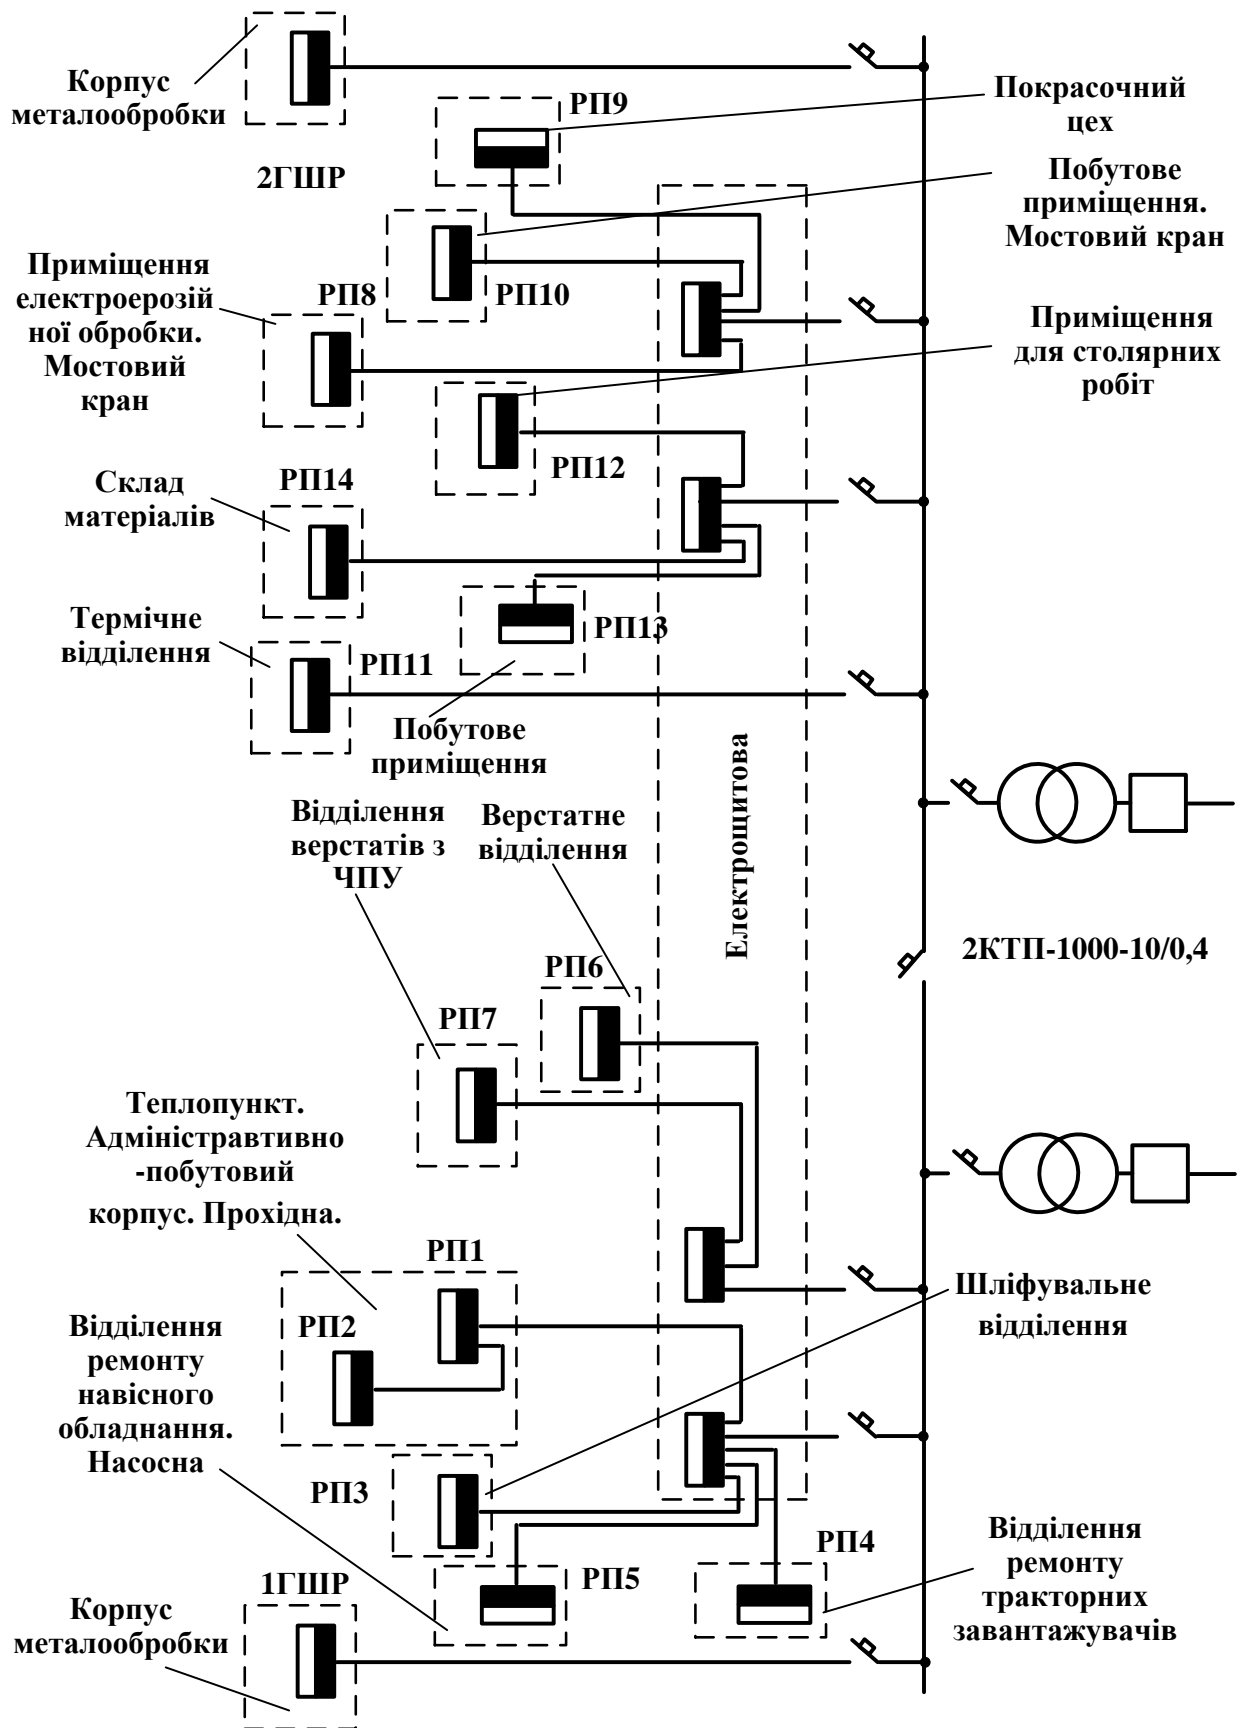 Корпус
металообробки
2ГШР
РП9
Покрасочний
цех
Побутове
приміщення.
Мостовий кран
РП10
Приміщення
електроерозій
ної обробки.
Мостовий
кран
РП8
Приміщення
для столярних
робіт
РП12
Склад
матеріалів
РП14
РП13
Термічне
відділення
РП11
Побутове
приміщення
Електрощитова
Відділення
верстатів з
ЧПУ
Верстатне
відділення
2КТП-1000-10/0,4
РП6
РП7
Теплопункт.
Адміністравтивно
-побутовий
корпус. Прохідна.
РП1
РП2
Шліфувальне
відділення
Відділення
ремонту
навісного
обладнання.
Насосна
РП3
РП5
РП4
Відділення
ремонту
тракторних
завантажувачів
1ГШР
Корпус
металообробки